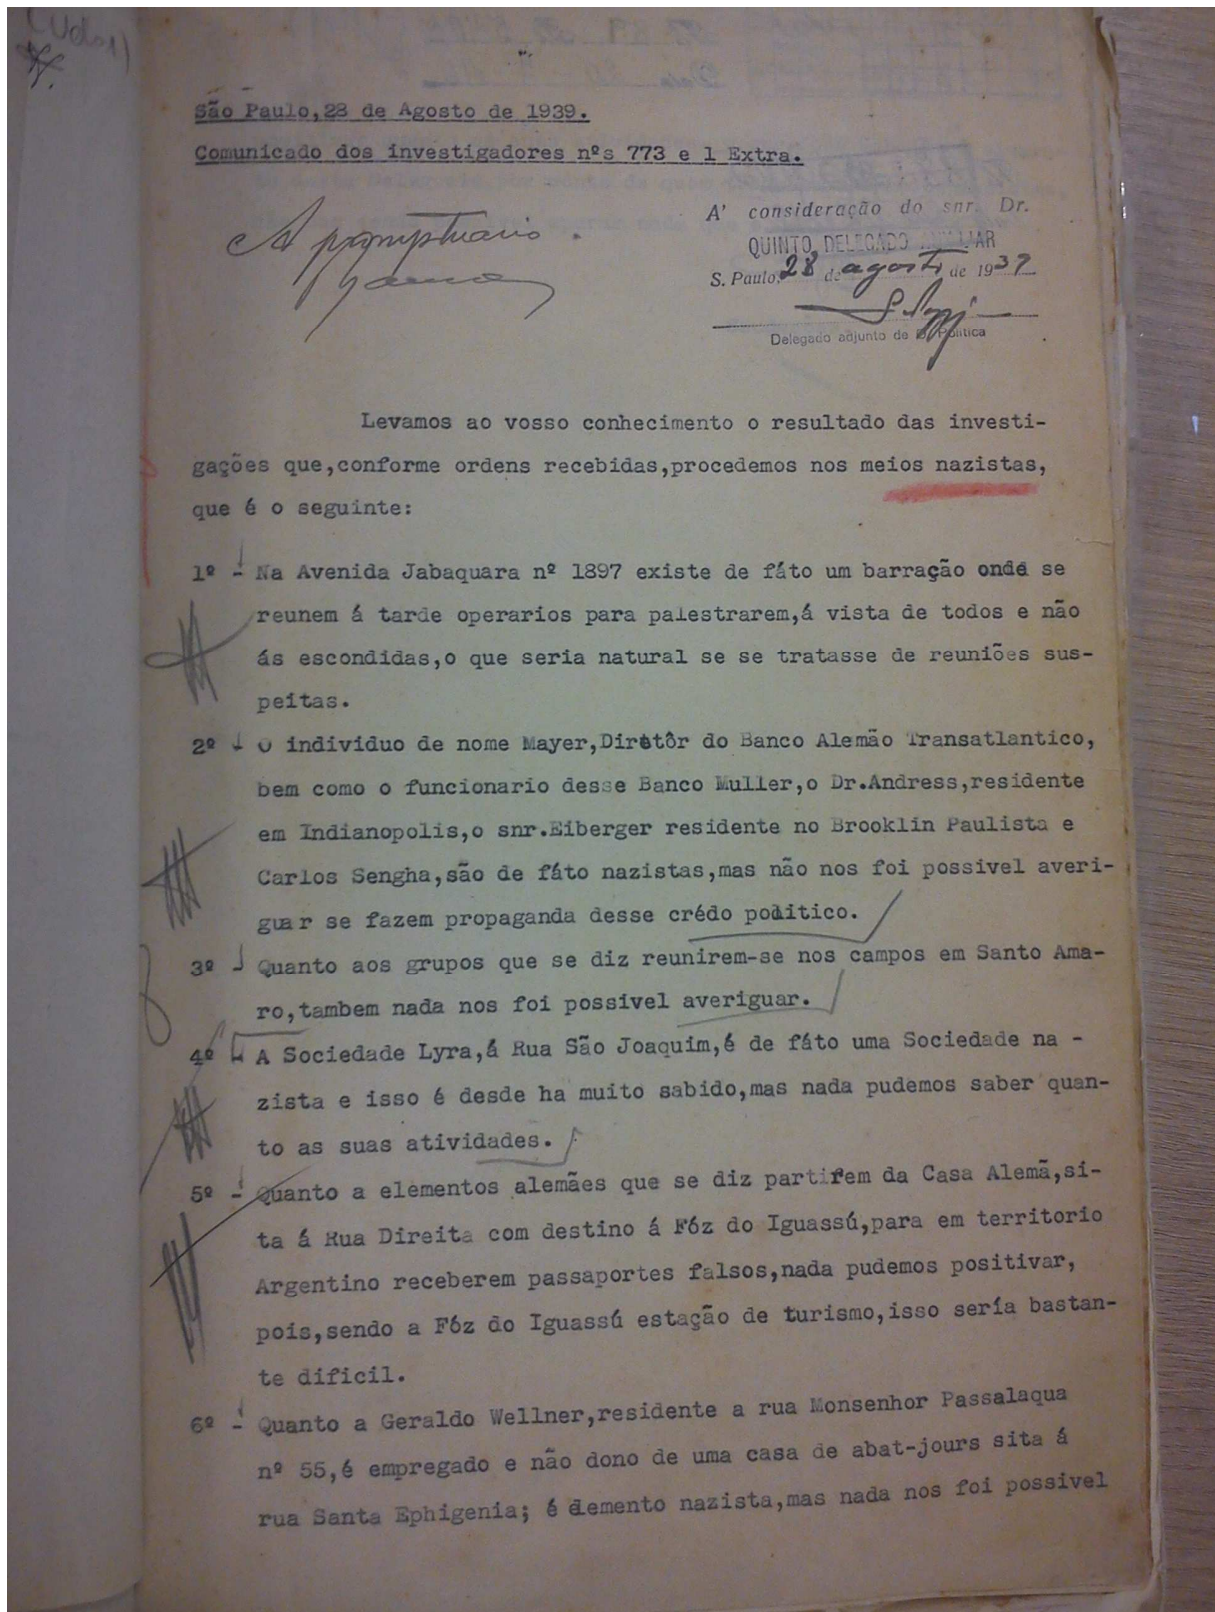 São Paulo,28 de Agosto de 1939.
Comunicado dos investigadores nºs 773 e 1 Extra.
A' consideração do snr. Dr.
QUINTO DELEGADO AUXILIAR
S. Paulo, 28 de agosto de 1939
Delegado adjunto de O. Politica
A prontuario.
Levamos ao vosso conhecimento o resultado das investi-
gações que,conforme ordens recebidas,procedemos nos meios nazistas,
que é o seguinte:
1º - Na Avenida Jabaquara nº 1897 existe de fáto um barração onde se
reunem á tarde operarios para palestrarem,á vista de todos e não
ás escondidas,o que seria natural se se tratasse de reuniões sus-
peitas.
2º - O individuo de nome Mayer,Diretôr do Banco Alemão Transatlantico,
bem como o funcionario desse Banco Muller,o Dr.Andress,residente
em Indianopolis,o snr.Eiberger residente no Brooklin Paulista e
Carlos Sengha,são de fáto nazistas,mas não nos foi possivel averi-
guar se fazem propaganda desse crédo politico.
3º - Quanto aos grupos que se diz reunirem-se nos campos em Santo Ama-
ro,tambem nada nos foi possivel averiguar.
4º - A Sociedade Lyra,á Rua São Joaquim,é de fáto uma Sociedade na -
zista e isso é desde ha muito sabido,mas nada pudemos saber quan-
to as suas atividades.
5º - Quanto a elementos alemães que se diz partirem da Casa Alemã,si-
ta á Rua Direita com destino á Fóz do Iguassú,para em territorio
Argentino receberem passaportes falsos,nada pudemos positivar,
pois,sendo a Fóz do Iguassú estação de turismo,isso sería bastan-
te dificil.
6º - Quanto a Geraldo Wellner,residente a rua Monsenhor Passalaqua
nº 55,é empregado e não dono de uma casa de abat-jours sita á
rua Santa Ephigenia; é elemento nazista,mas nada nos foi possivel